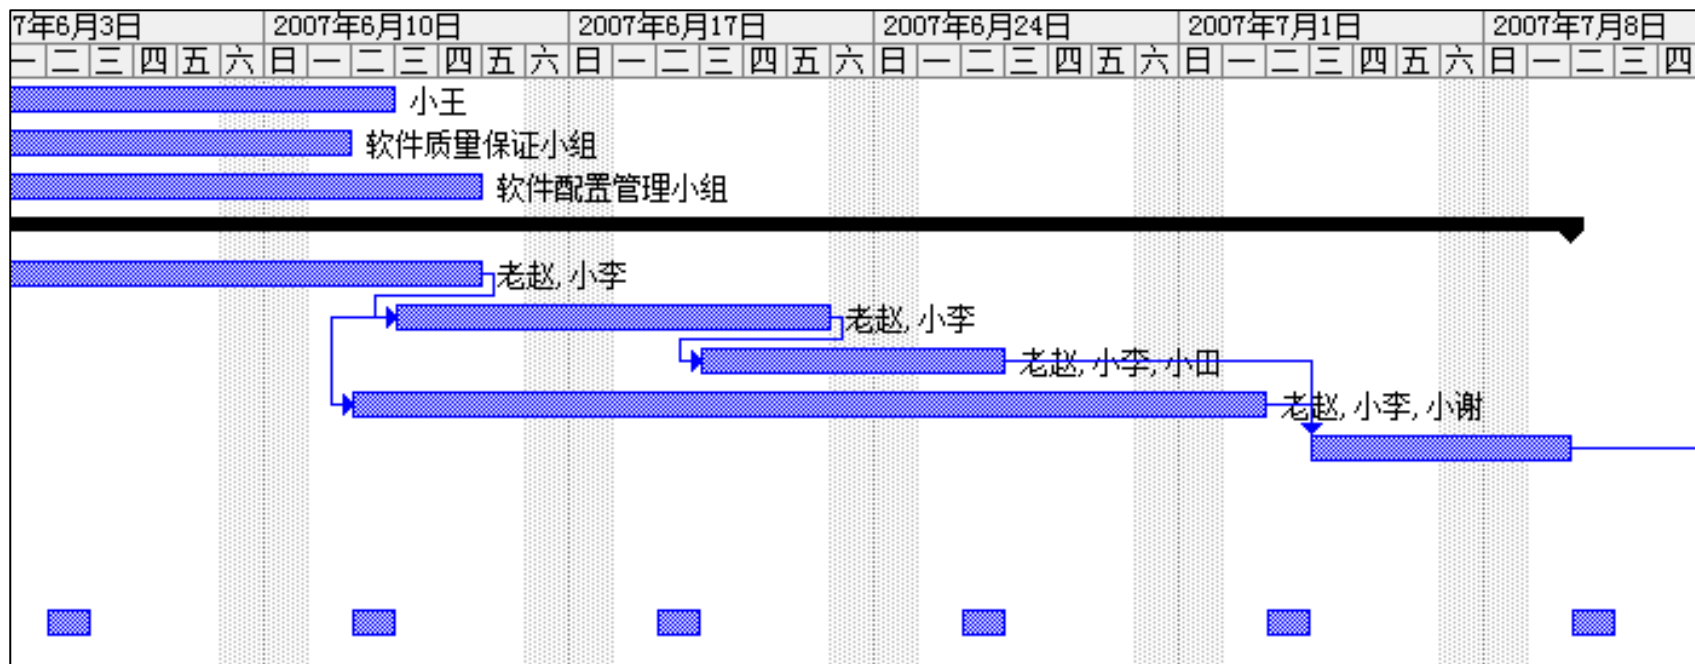 7年6月3日 2007年6月10日 2007年6月17日 2007年6月24日 2007年7月1日 2007年7月8日
一 二 三 四 五 六 日 一 二 三 四 五 六 日 一 二 三 四 五 六 日 一 二 三 四 五 六 日 一 二 三 四 五 六 日 一 二 三 四
小王
软件质量保证小组
软件配置管理小组
老赵, 小李
老赵, 小李
老赵, 小李, 小田
老赵, 小李, 小谢